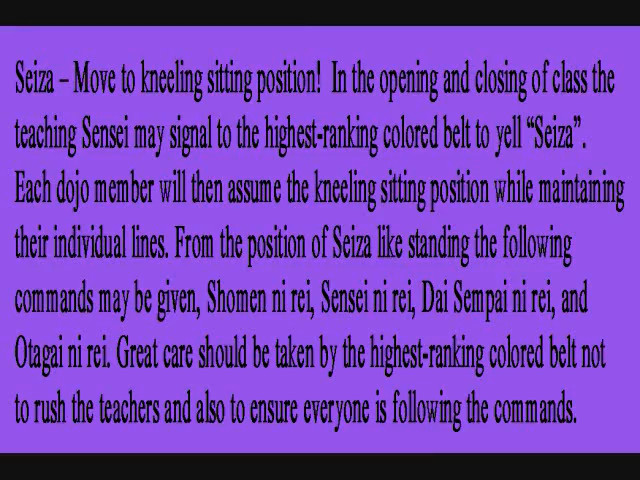 Seiza – Move to kneeling sitting position!  In the opening and closing of class the
teaching Sensei may signal to the highest-ranking colored belt to yell “Seiza”.
Each dojo member will then assume the kneeling sitting position while maintaining
their individual lines. From the position of Seiza like standing the following
commands may be given, Shomen ni rei, Sensei ni rei, Dai Sempai ni rei, and
Otagai ni rei. Great care should be taken by the highest-ranking colored belt not
to rush the teachers and also to ensure everyone is following the commands.